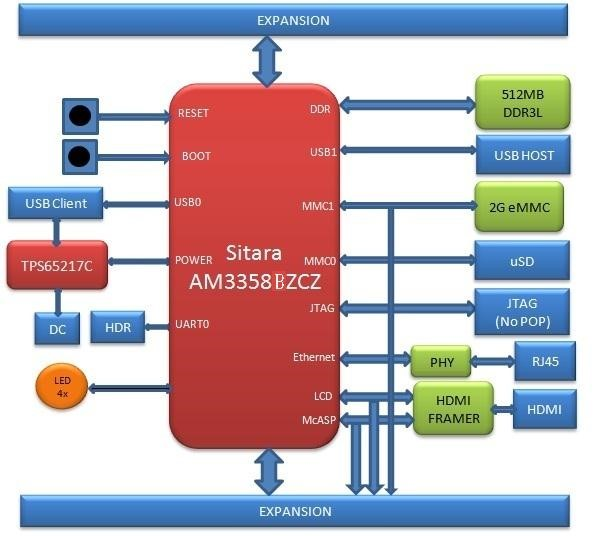 EXPANSION
RESET
DDR
512MB
DDR3L
BOOT
USB1
USB HOST
USB Client
USB0
MMC1
2G eMMC
TPS65217C
POWER
Sitara
AM3358BZCZ
MMC0
uSD
DC
HDR
UART0
JTAG
JTAG
(No POP)
Ethernet
PHY
RJ45
LED
4x
LCD
McASP
HDMI
FRAMER
HDMI
EXPANSION